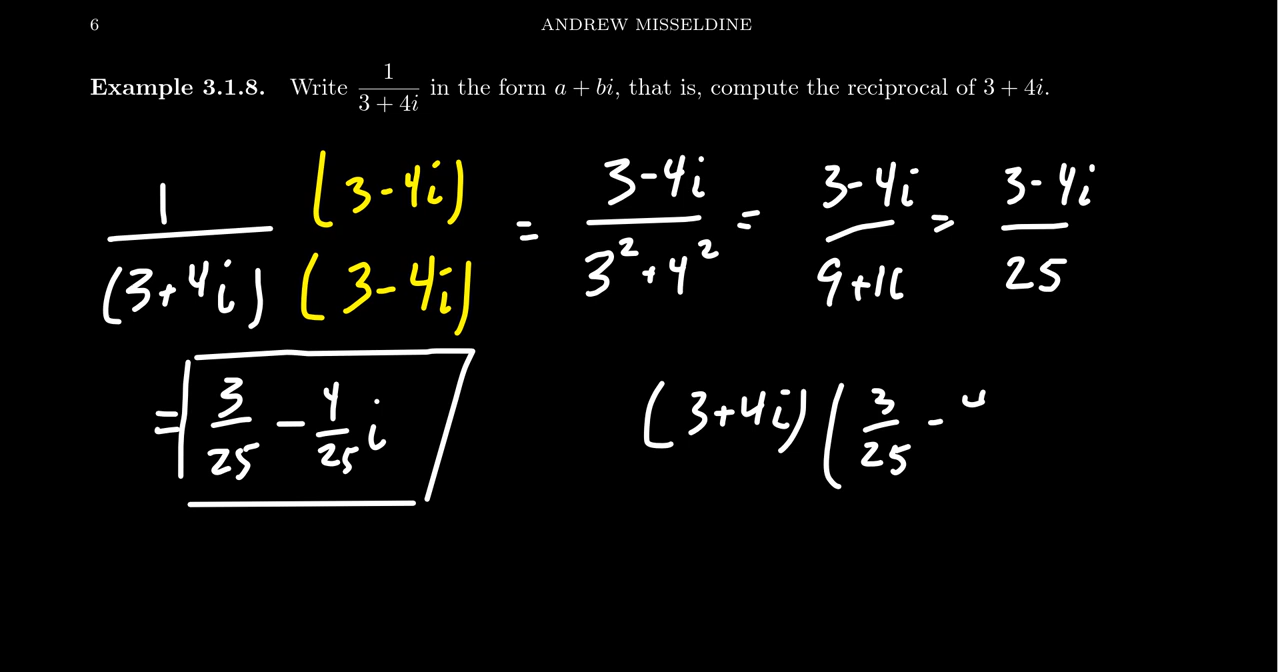 6 ANDREW MISSELDINE
Example 3.1.8. Write 1/(3 + 4i) in the form a + bi, that is, compute the reciprocal of 3 + 4i.
1/(3+4i) (3-4i)/(3-4i) = (3-4i)/(3²+4²) = (3-4i)/(9+16) = (3-4i)/25
= 3/25 - 4/25 i (3+4i)(3/25 -